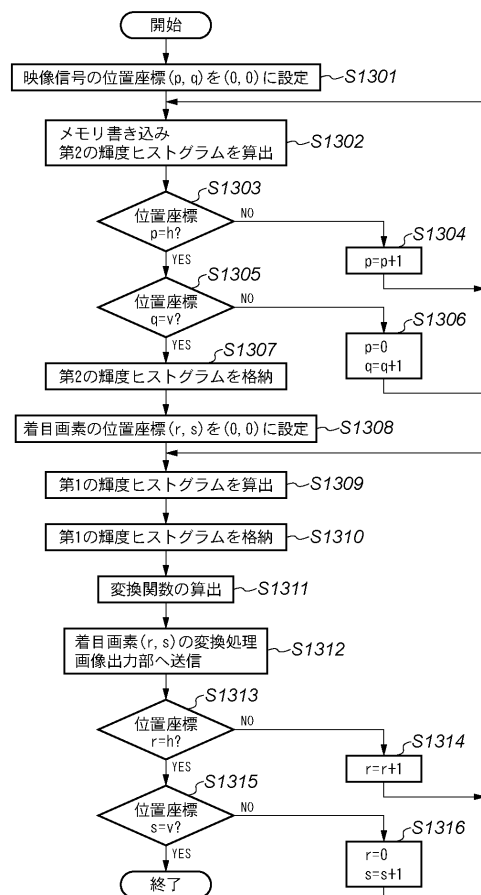 開始
映像信号の位置座標(p,q)を(0,0)に設定
S1301
メモリ書き込み
第2の輝度ヒストグラムを算出
S1302
S1303
位置座標
p=h?
NO
YES
S1304
p=p+1
S1305
位置座標
q=v?
NO
YES
S1306
p=0
q=q+1
S1307
第2の輝度ヒストグラムを格納
着目画素の位置座標(r,s)を(0,0)に設定
S1308
第1の輝度ヒストグラムを算出
S1309
第1の輝度ヒストグラムを格納
S1310
変換関数の算出
S1311
着目画素(r,s)の変換処理
画像出力部へ送信
S1312
S1313
位置座標
r=h?
NO
YES
S1314
r=r+1
S1315
位置座標
s=v?
NO
YES
S1316
r=0
s=s+1
終了